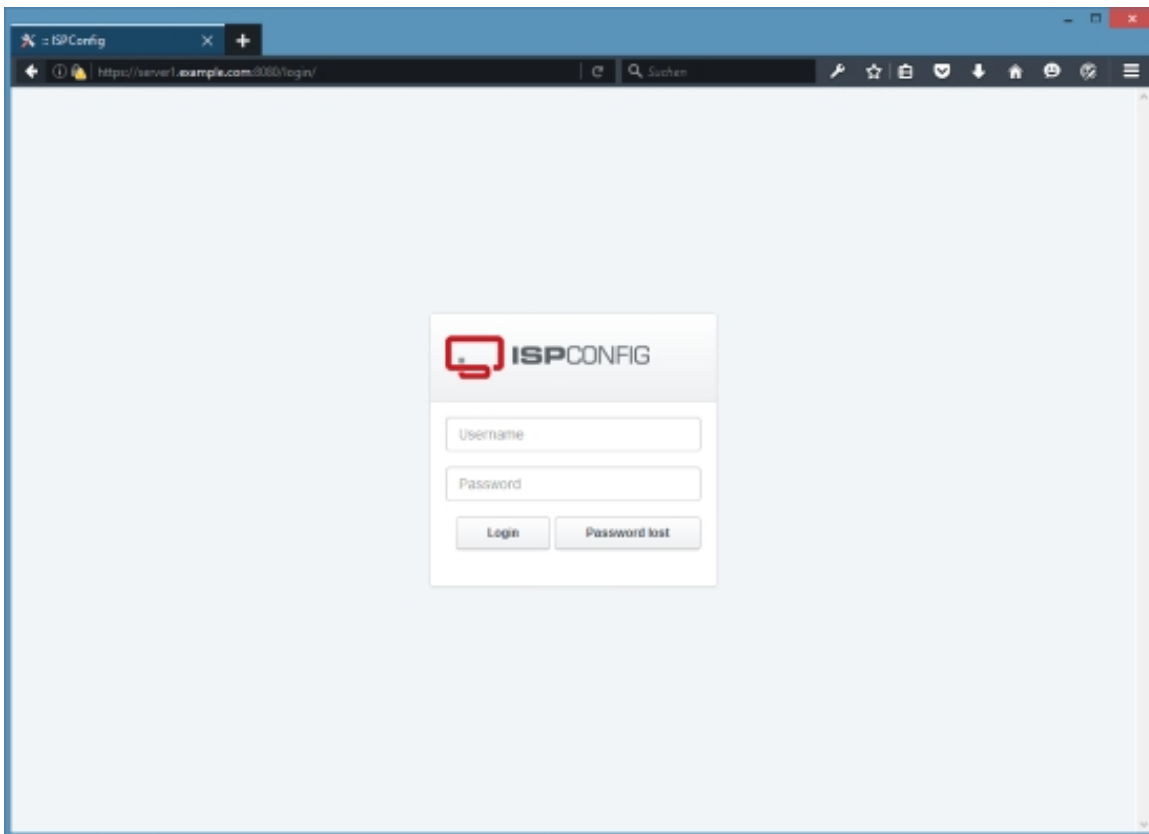 :: ISPConfig
https://server1.example.com:8080/login/
Suchen
ISPCONFIG
Username
Password
Login
Password lost